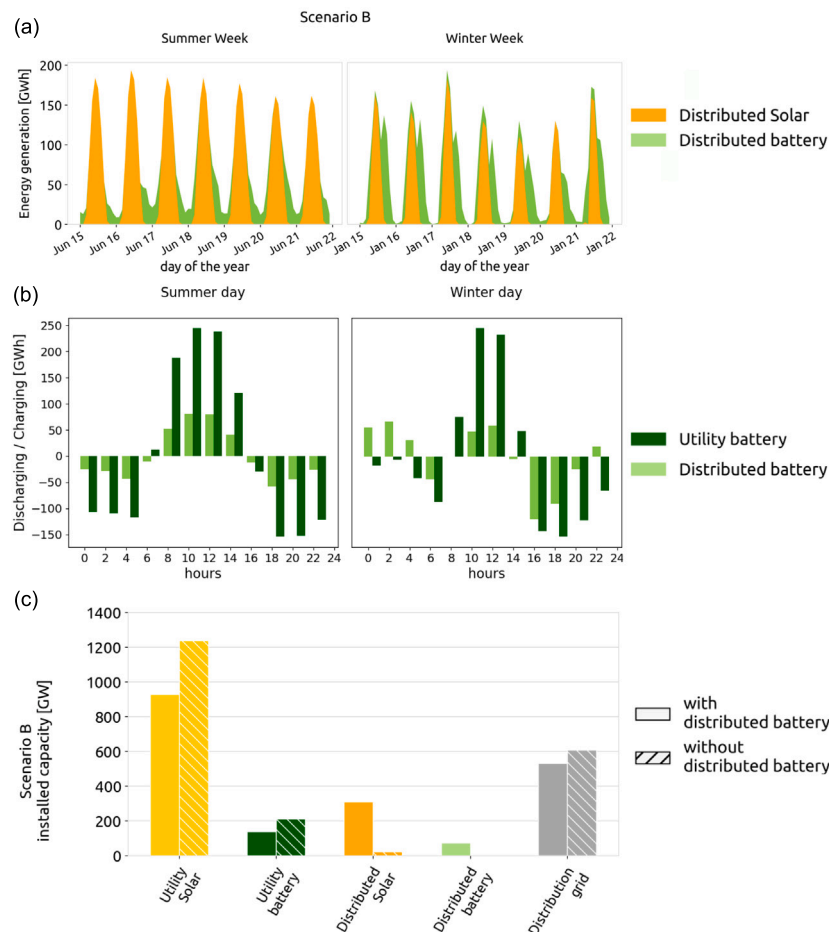 (a)
Scenario B
Summer Week
Winter Week
Energy generation [GWh]
200
150
100
50
0
Jun 15
Jun 16
Jun 17
Jun 18
Jun 19
Jun 20
Jun 21
Jun 22
Jan 15
Jan 16
Jan 17
Jan 18
Jan 19
Jan 20
Jan 21
Jan 22
day of the year
day of the year
Distributed Solar
Distributed battery
(b)
Summer day
Winter day
Discharging / Charging [GWh]
250
200
150
100
50
0
−50
−100
−150
0 2 4 6 8 10 12 14 16 18 20 22 24
0 2 4 6 8 10 12 14 16 18 20 22 24
hours
hours
Utility battery
Distributed battery
(c)
Scenario B
installed capacity [GW]
1400
1200
1000
800
600
400
200
0
Utility
Solar
Utility
battery
Distributed
Solar
Distributed
battery
Distribution
grid
with
distributed battery
without
distributed battery